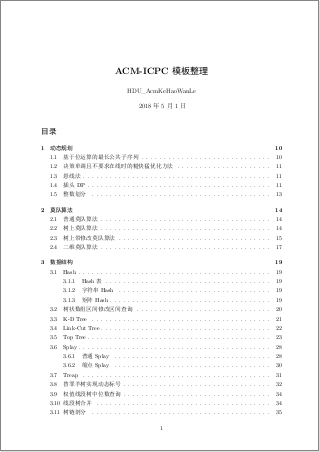 ACM-ICPC 模板整理
HDU_AcmKeHaoWanLe
2018 年 5 月 1 日
目录
1 动态规划 10
1.1 基于位运算的最长公共子序列 10
1.2 决策单调且不要求在线时的 优化方法 11
1.3 悬线法 11
1.4 插头 DP 11
1.5 整数划分 13
2 莫队算法 14
2.1 普通莫队算法 14
2.2 树上莫队算法 14
2.3 树上带修改莫队算法 15
2.4 二维莫队算法 17
3 数据结构 19
3.1 Hash 19
3.1.1 Hash 表 19
3.1.2 字符串 Hash 19
3.1.3 矩阵 Hash 19
3.2 树状数组区间修改区间查询 20
3.3 K-D Tree 21
3.4 Link-Cut Tree 22
3.5 Top Tree 23
3.6 Splay 28
3.6.1 普通 Splay 28
3.6.2 缩点 Splay 30
3.7 Treap 31
3.8 替罪羊树实现动态标号 32
3.9 权值线段树中位数查询 34
3.10 线段树合并 34
3.11 树链剖分 35
1